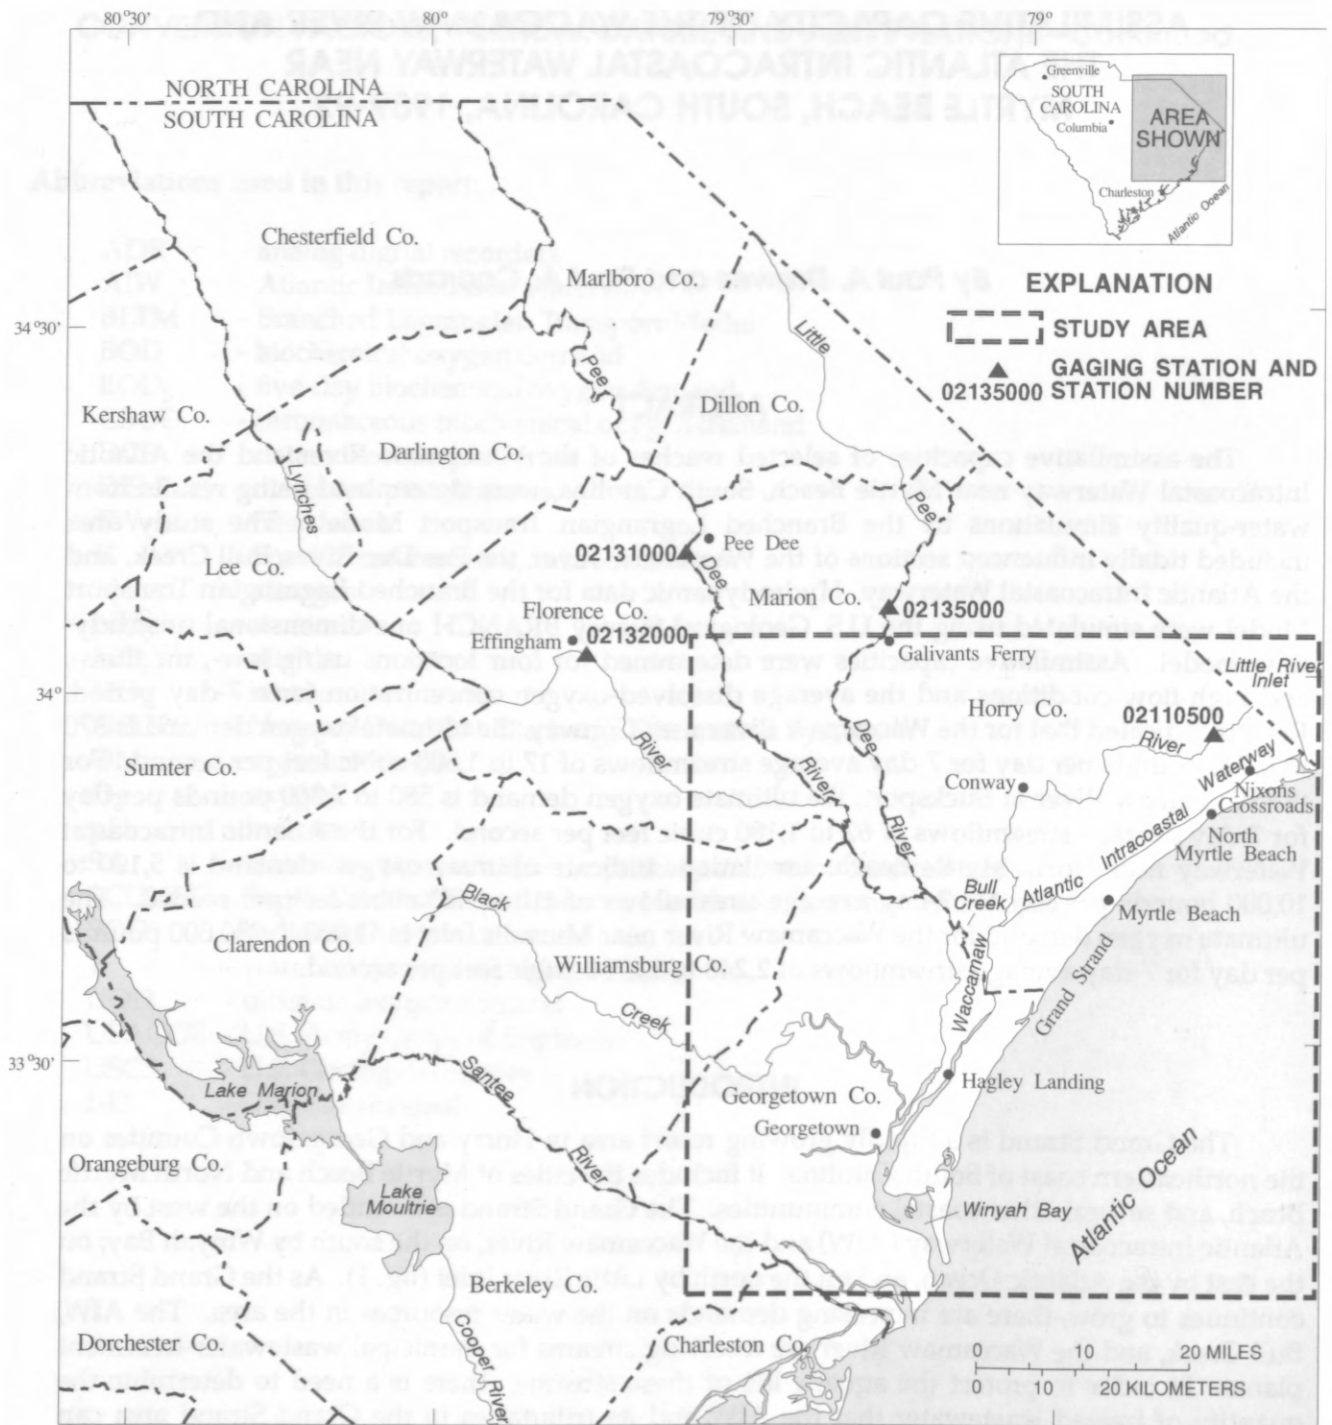 80°30'
80°
79°30'
79°
NORTH CAROLINA
SOUTH CAROLINA
Greenville
SOUTH
CAROLINA
Columbia
AREA
SHOWN
Charleston
Atlantic Ocean
Chesterfield Co.
Marlboro Co.
EXPLANATION
34°30'
STUDY AREA
Little
GAGING STATION AND
02135000 STATION NUMBER
Pee
Dillon Co.
Kershaw Co.
Darlington Co.
Lynches
Pee
Pee Dee
02131000
Dee
Lee Co.
Marion Co.
02135000
Florence Co.
Effingham
02132000
Galivants Ferry
Little River
Inlet
34°
Horry Co.
02110500
River
Dee
River
Waterway
Sumter Co.
River
Conway
Nixons
Crossroads
River
Intracoastal
North
Myrtle Beach
Black
Bull
Creek
Atlantic
Myrtle Beach
Clarendon Co.
Williamsburg Co.
Waccamaw
Grand Strand
Creek
33°30'
Lake Marion
Santee
Hagley Landing
Georgetown Co.
Georgetown
River
Orangeburg Co.
Lake
Moultrie
Winyah Bay
Atlantic Ocean
Berkeley Co.
Dorchester Co.
Cooper River
Charleston Co.
0 10 20 MILES
0 10 20 KILOMETERS